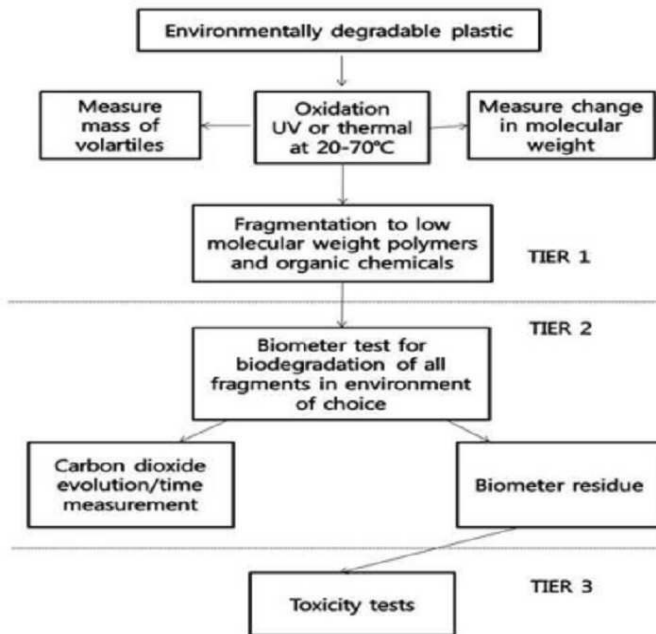 Environmentally degradable plastic
Measure
mass of
volartiles
Oxidation
UV or thermal
at 20-70℃
Measure change
in molecular
weight
Fragmentation to low
molecular weight polymers
and organic chemicals
TIER 1
TIER 2
Biometer test for
biodegradation of all
fragments in environment
of choice
Carbon dioxide
evolution/time
measurement
Biometer residue
TIER 3
Toxicity tests